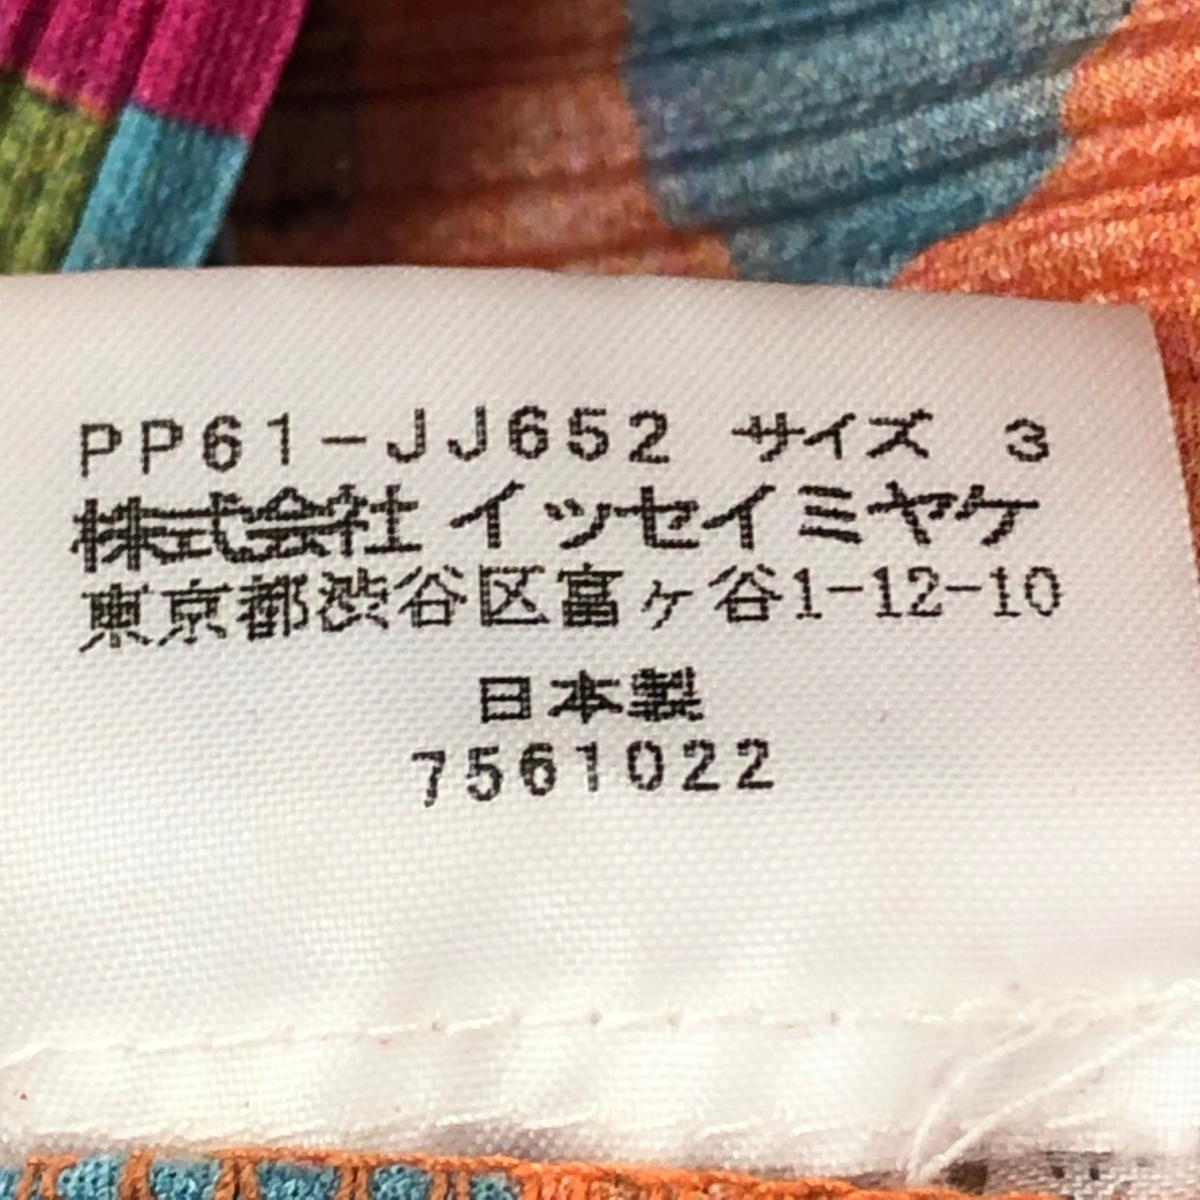 PP61-JJ652 サイズ 3
株式会社 イッセイミヤケ
東京都渋谷区富ヶ谷1-12-10
日本製
7561022